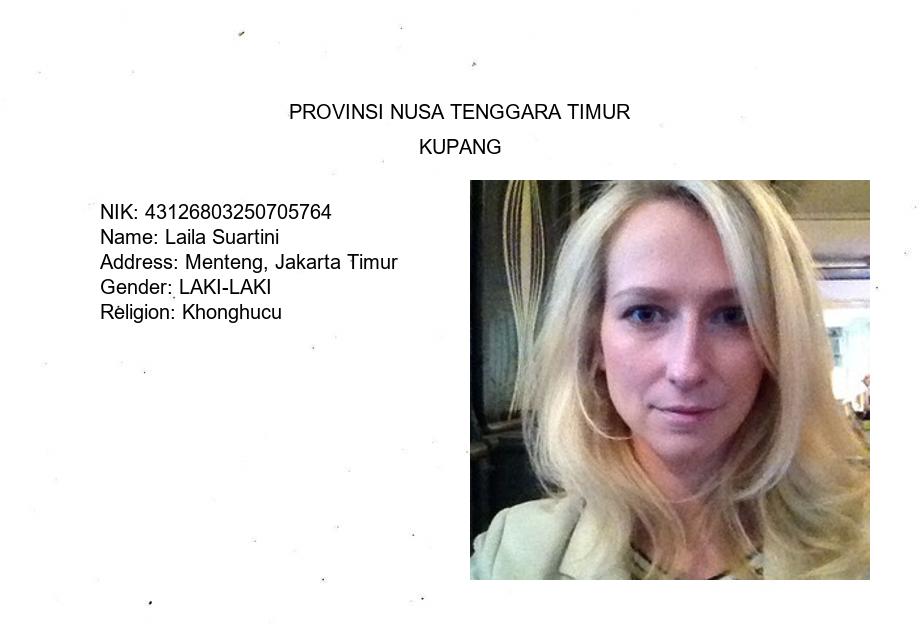 PROVINSI NUSA TENGGARA TIMUR
KUPANG
NIK: 43126803250705764
Name: Laila Suartini
Address: Menteng, Jakarta Timur
Gender: LAKI-LAKI
Religion: Khonghucu